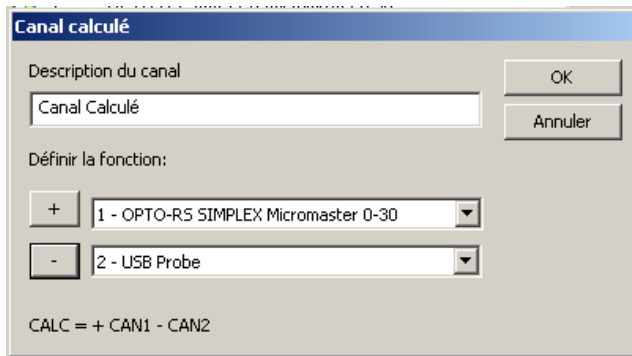 Canal calculé
Description du canal
OK
Canal Calculé
Annuler
Définir la fonction:
+ 1 - OPTO-RS SIMPLEX Micromaster 0-30
- 2 - USB Probe
CALC = + CAN1 - CAN2